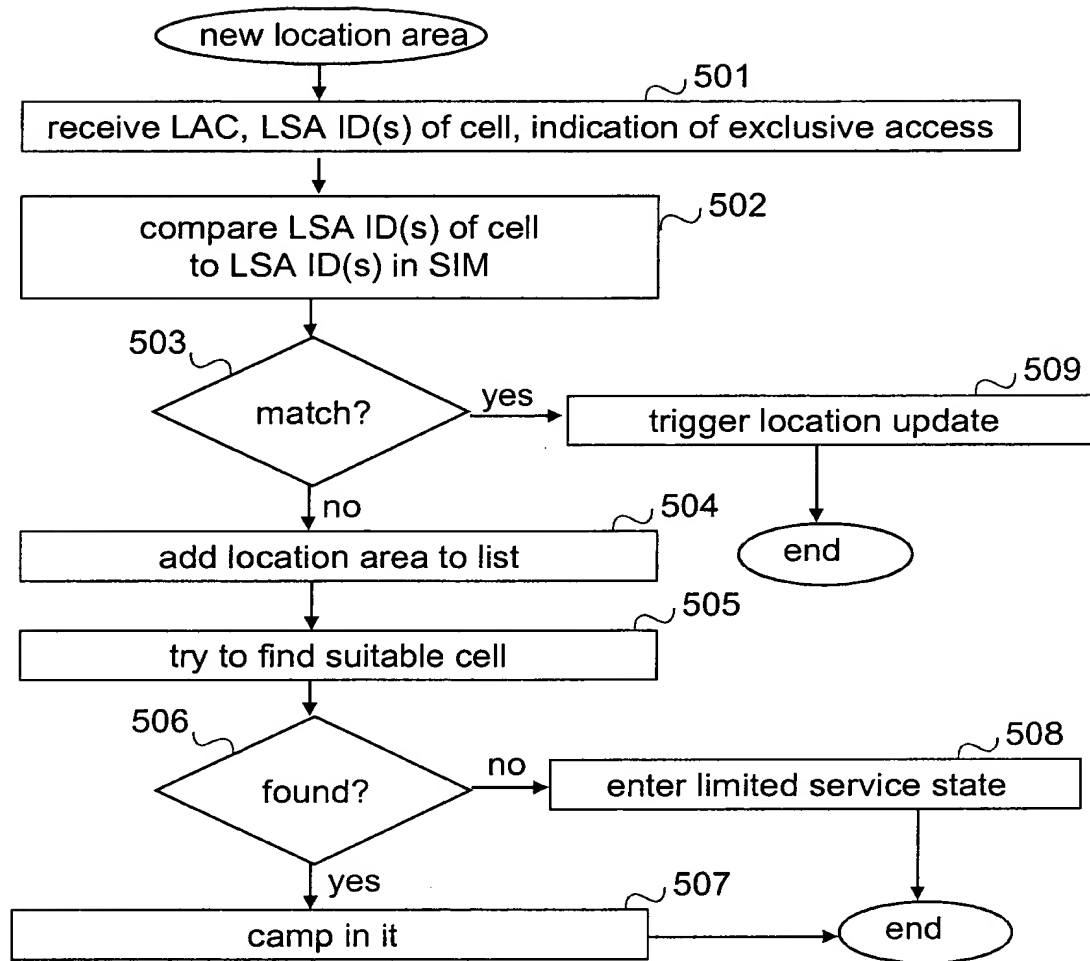 new location area
501
receive LAC, LSA ID(s) of cell, indication of exclusive access
502
compare LSA ID(s) of cell
to LSA ID(s) in SIM
503
match?
yes
509
trigger location update
no
end
504
add location area to list
505
try to find suitable cell
506
found?
no
508
enter limited service state
yes
507
camp in it
end